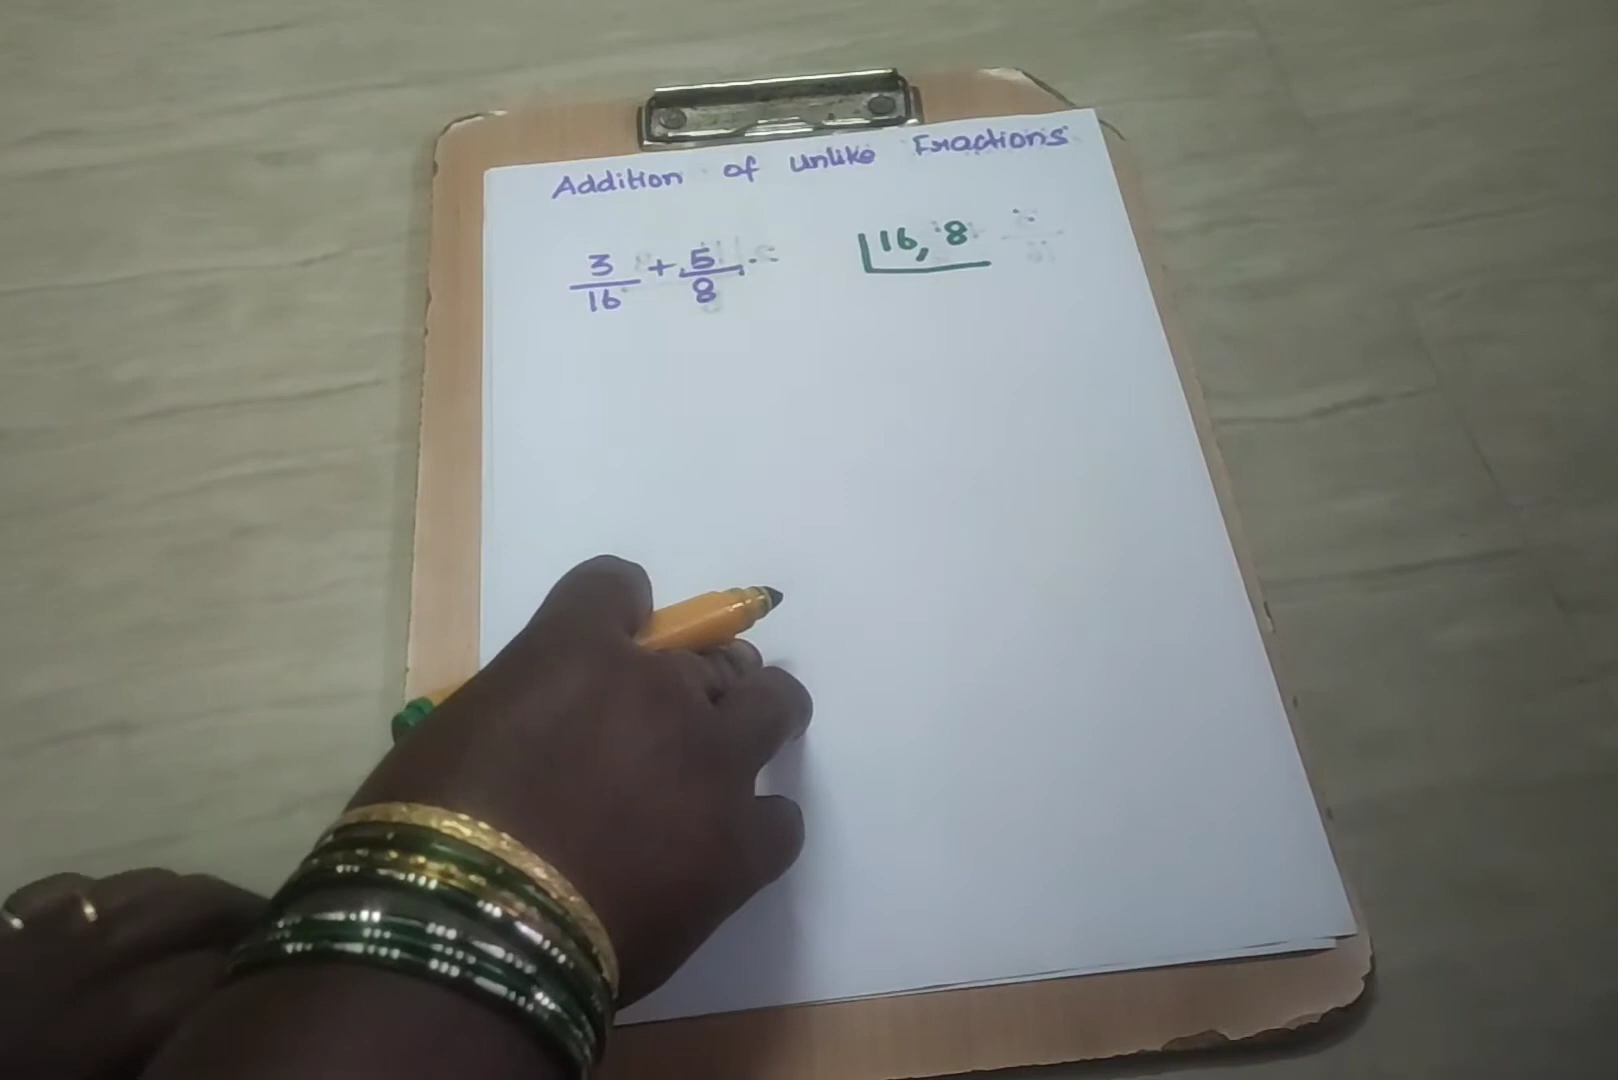 Addition of unlike Fractions
3/16 + 5/8 =
16, 8